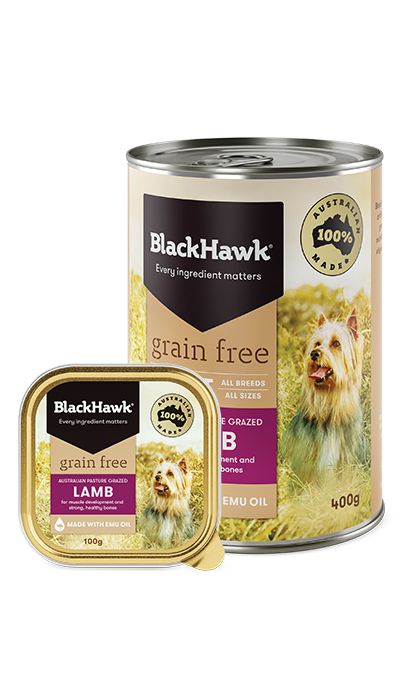 BlackHawk®
Every ingredient matters
AUSTRALIAN
100%
MADE
grain free
ALL BREEDS
ALL SIZES
GRAZED
B
and
bones
EMU OIL
400g
BlackHawk®
Every ingredient matters
AUSTRALIAN
100%
MADE
grain free
AUSTRALIAN PASTURE GRAZED
LAMB
for muscle development and
strong, healthy bones
MADE WITH EMU OIL
100g